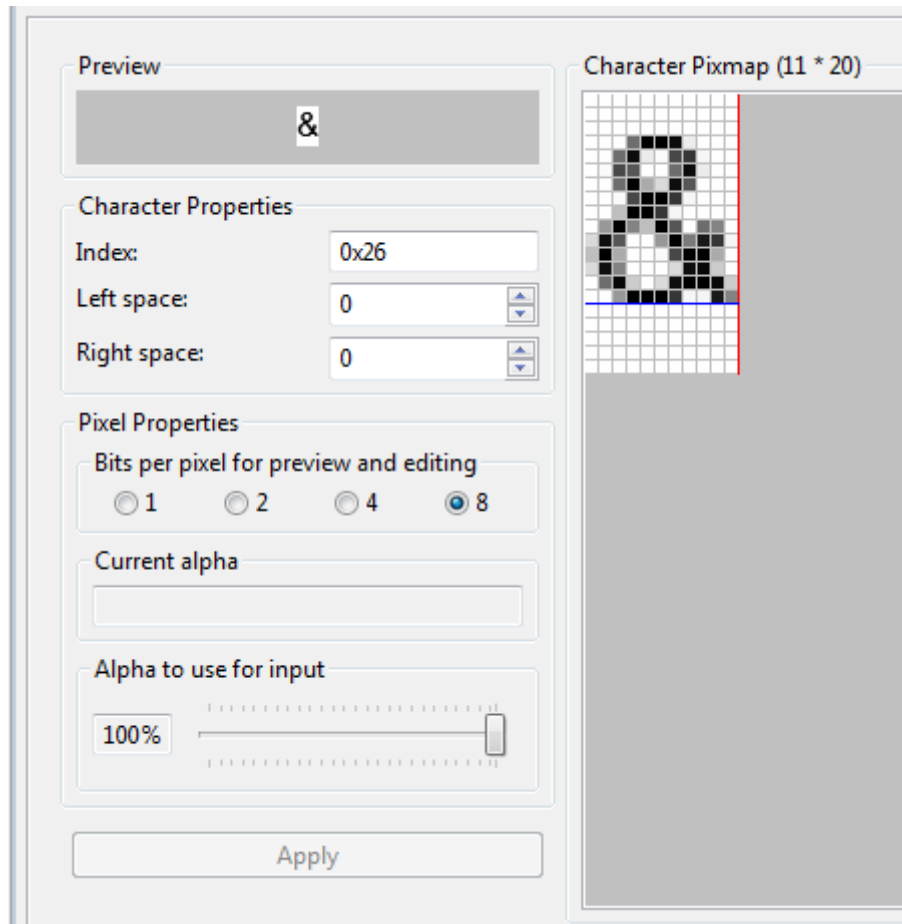 Preview
&
Character Properties
Index: 0x26
Left space: 0
Right space: 0
Pixel Properties
Bits per pixel for preview and editing
1 2 4 8
Current alpha
Alpha to use for input
100%
Apply
Character Pixmap (11 * 20)
&